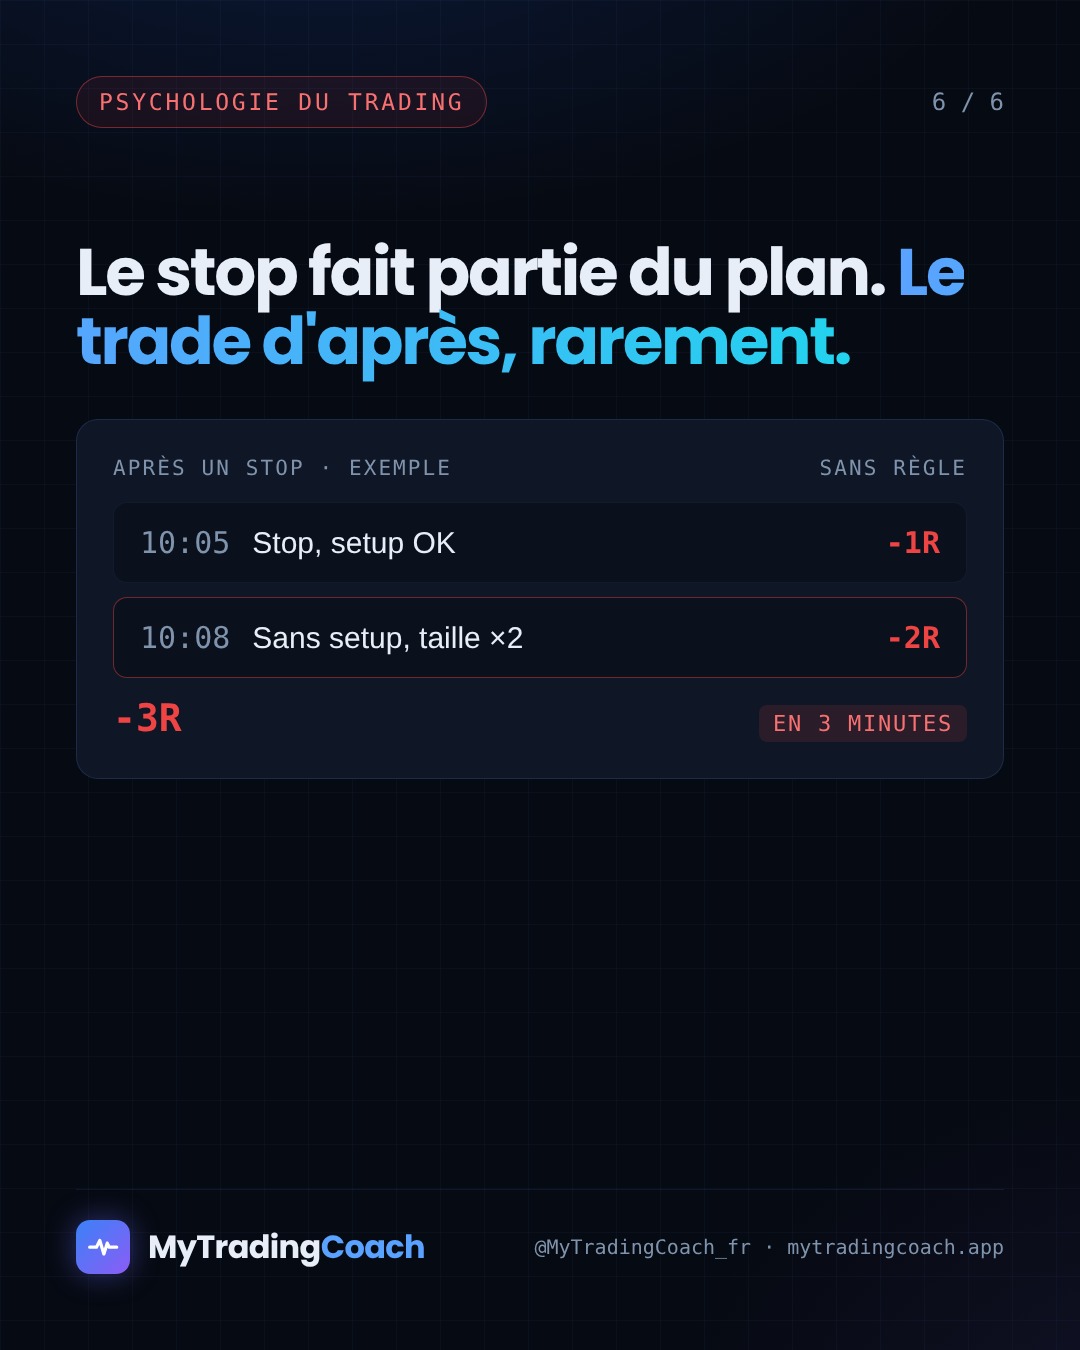 PSYCHOLOGIE DU TRADING
6 / 6
Le stop fait partie du plan. Le
trade d'après, rarement.
APRÈS UN STOP · EXEMPLE
SANS RÈGLE
10:05 Stop, setup OK -1R
10:08 Sans setup, taille ×2 -2R
-3R
EN 3 MINUTES
MyTradingCoach
@MyTradingCoach_fr · mytradingcoach.app